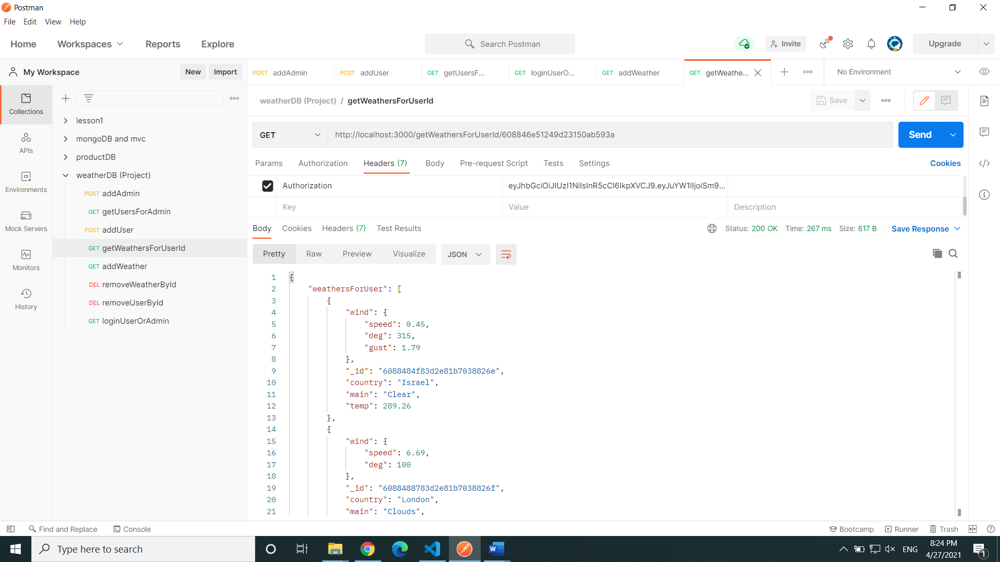 Postman
File Edit View Help
Home Workspaces Reports Explore Search Postman Invite Upgrade
My Workspace New Import
POST addAdmin POST addUser GET getUsersF... GET loginUserO... GET addWeather GET getWeathe... No Environment
Collections
APIs
Environments
Mock Servers
Monitors
History
lesson1
mongoDB and mvc
productDB
weatherDB (Project)
POST addAdmin
GET getUsersForAdmin
POST addUser
GET getWeathersForUserId
GET addWeather
DEL removeWeatherById
DEL removeUserById
GET loginUserOrAdmin
weatherDB (Project) / getWeathersForUserId Save
GET http://localhost:3000/getWeathersForUserId/608846e51249d23150ab593a Send
Params Authorization Headers (7) Body Pre-request Script Tests Settings Cookies
Authorization eyJhbGciOiJIUzI1NiIsInR5cCI6IkpXVCJ9.eyJuYW1lIjoiSm9...
Key Value Description
Body Cookies Headers (7) Test Results Status: 200 OK Time: 267 ms Size: 617 B Save Response
Pretty Raw Preview Visualize JSON
1 {
2 "weathersForUser": [
3 {
4 "wind": {
5 "speed": 0.45,
6 "deg": 315,
7 "gust": 1.79
8 },
9 "_id": "6088484f83d2e81b7038826e",
10 "country": "Israel",
11 "main": "Clear",
12 "temp": 289.26
13 },
14 {
15 "wind": {
16 "speed": 6.69,
17 "deg": 100
18 },
19 "_id": "6088488783d2e81b7038826f",
20 "country": "London",
21 "main": "Clouds",
Find and Replace Console Bootcamp Runner Trash
Type here to search ENG 8:24 PM
4/27/2021 1